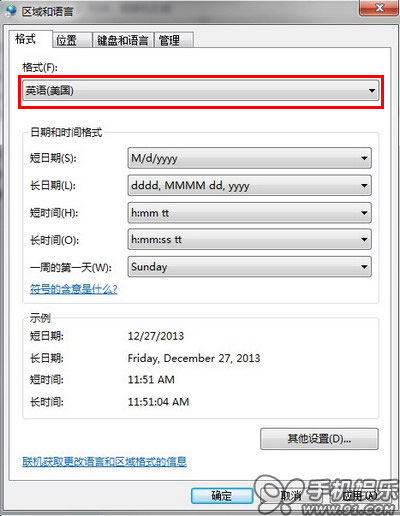 区域和语言
格式 位置 键盘和语言 管理
格式(F):
英语(美国)
日期和时间格式
短日期(S): M/d/yyyy
长日期(L): dddd, MMMM dd, yyyy
短时间(H): h:mm tt
长时间(O): h:mm:ss tt
一周的第一天(W): Sunday
符号的含意是什么?
示例
短日期: 12/27/2013
长日期: Friday, December 27, 2013
短时间: 11:51 AM
长时间: 11:51:04 AM
其他设置(D)...
联机获取更改语言和区域格式的信息
确定 取消 应用(A)
手机娱乐
www.91.com